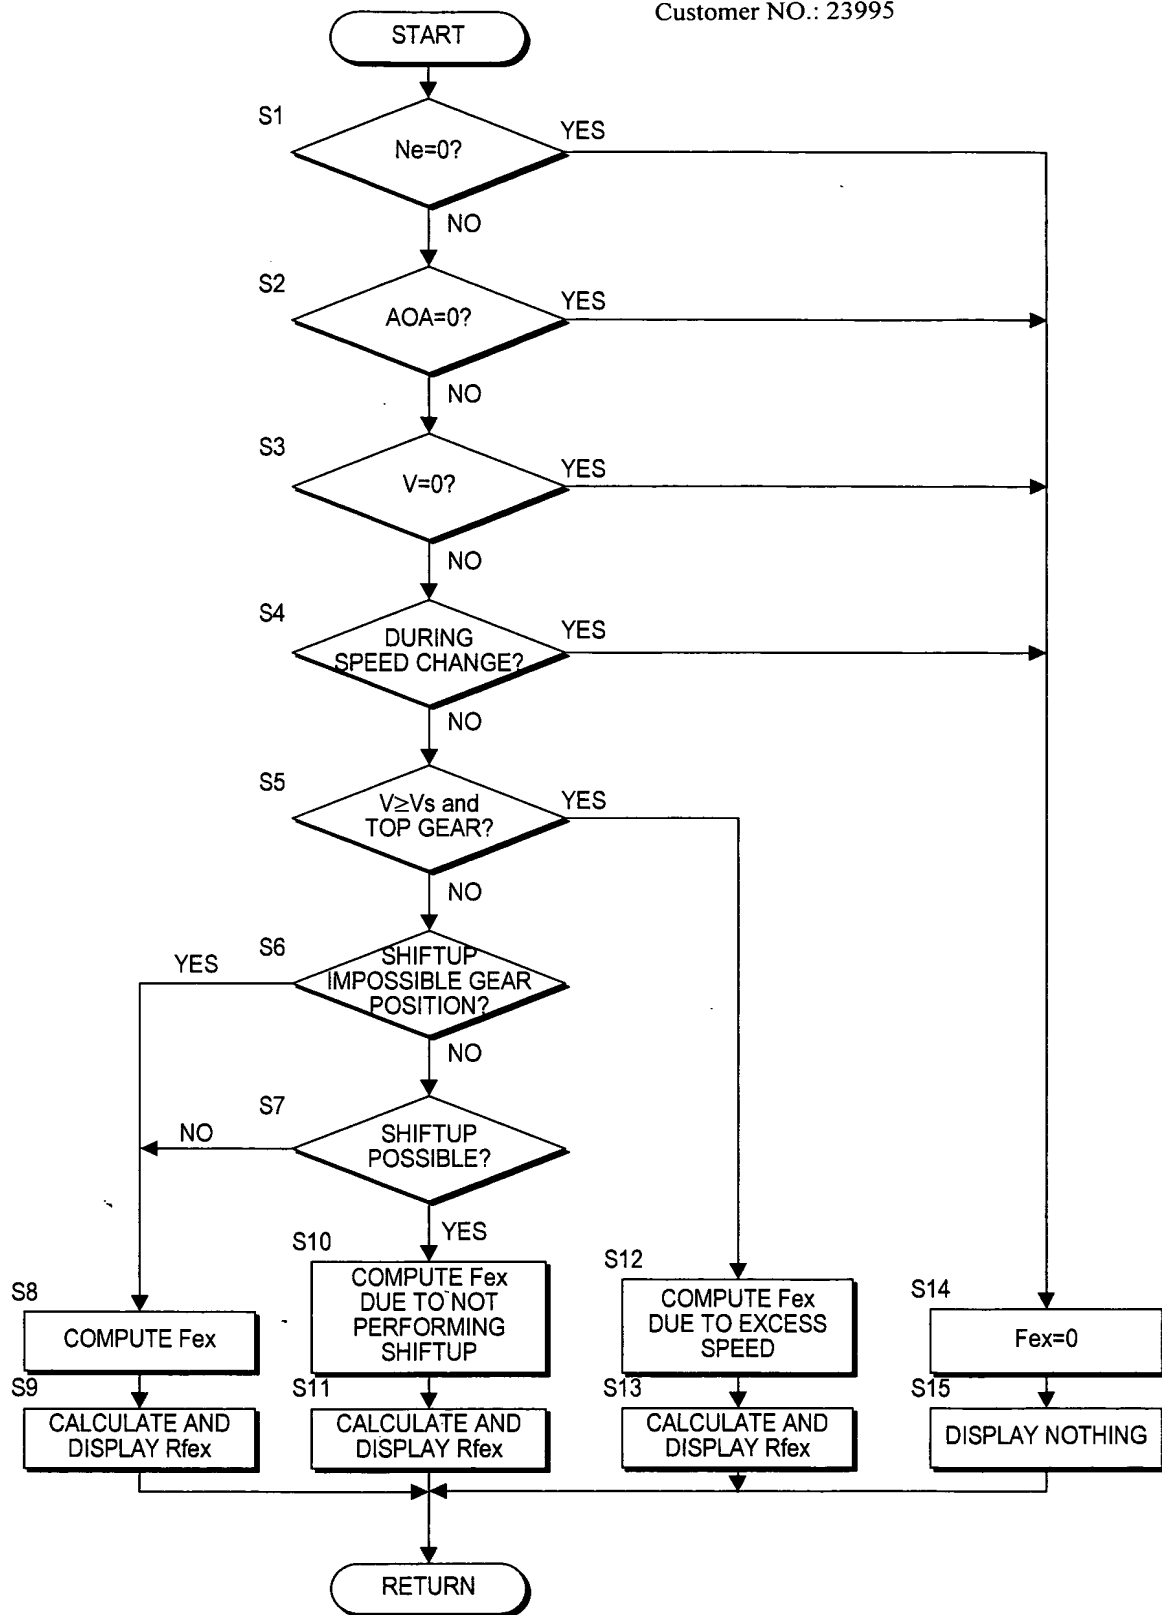 Customer NO.: 23995
START
S1
Ne=0?
YES
NO
S2
AOA=0?
YES
NO
S3
V=0?
YES
NO
S4
DURING
SPEED CHANGE?
YES
NO
S5
V≥Vs and
TOP GEAR?
YES
NO
S6
SHIFTUP
IMPOSSIBLE GEAR
POSITION?
YES
NO
S7
SHIFTUP
POSSIBLE?
NO
YES
S8
COMPUTE Fex
S9
CALCULATE AND
DISPLAY Rfex
S10
COMPUTE Fex
DUE TO NOT
PERFORMING
SHIFTUP
S11
CALCULATE AND
DISPLAY Rfex
S12
COMPUTE Fex
DUE TO EXCESS
SPEED
S13
CALCULATE AND
DISPLAY Rfex
S14
Fex=0
S15
DISPLAY NOTHING
RETURN